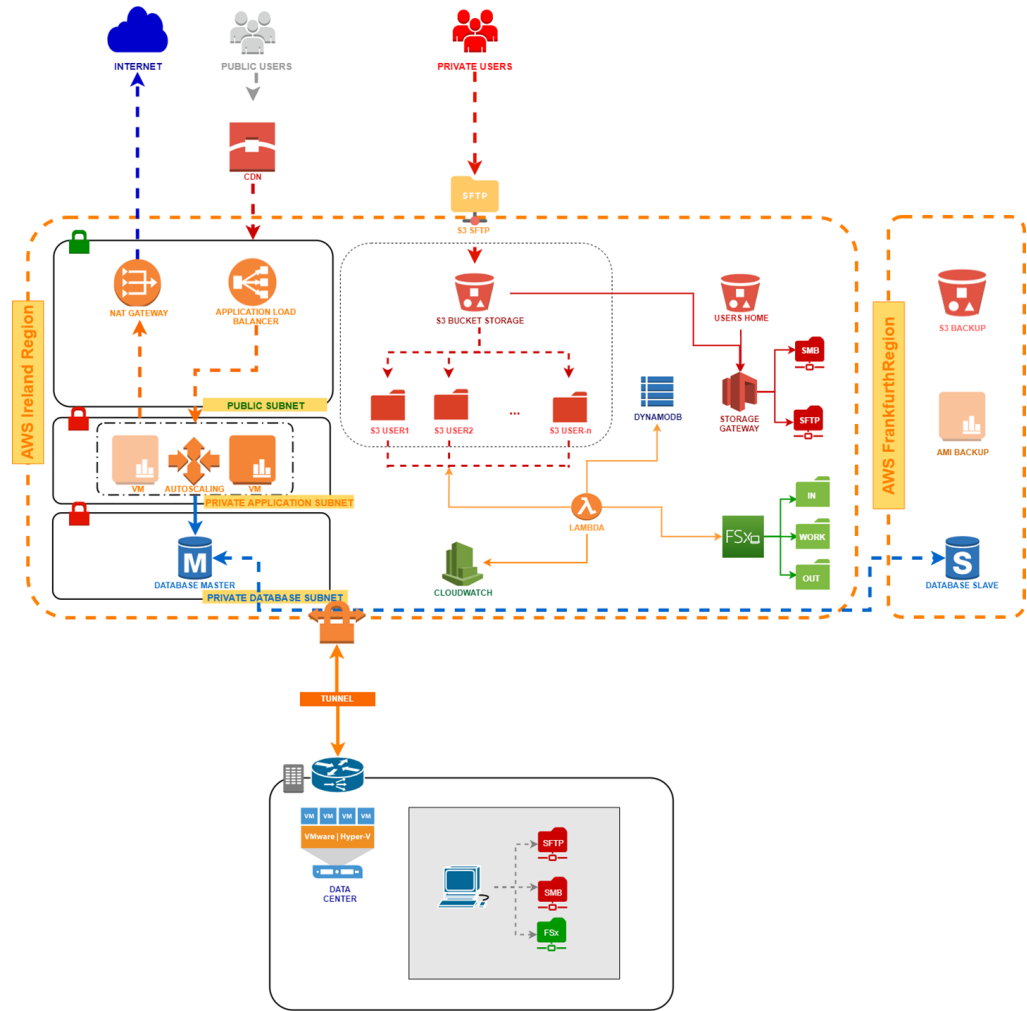 INTERNET
PUBLIC USERS
PRIVATE USERS
CDN
SFTP
S3 SFTP
AWS Ireland Region
NAT GATEWAY
APPLICATION LOAD
BALANCER
PUBLIC SUBNET
VM
AUTOSCALING
VM
PRIVATE APPLICATION SUBNET
M
DATABASE MASTER
PRIVATE DATABASE SUBNET
S3 BUCKET STORAGE
S3 USER1
S3 USER2
...
S3 USER-n
USERS HOME
STORAGE
GATEWAY
SMB
SFTP
DYNAMODB
λ
LAMBDA
CLOUDWATCH
FSx
IN
WORK
OUT
AWS FrankfurthRegion
S3 BACKUP
AMI BACKUP
S
DATABASE SLAVE
TUNNEL
VM VM VM VM
VMware | Hyper-V
DATA
CENTER
SFTP
SMB
FSx